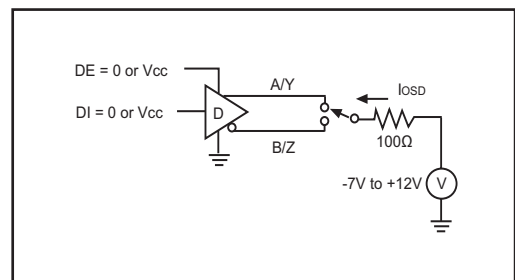 DE = 0 or Vcc
A/Y
IOSD
DI = 0 or Vcc
D
100Ω
B/Z
-7V to +12V
V